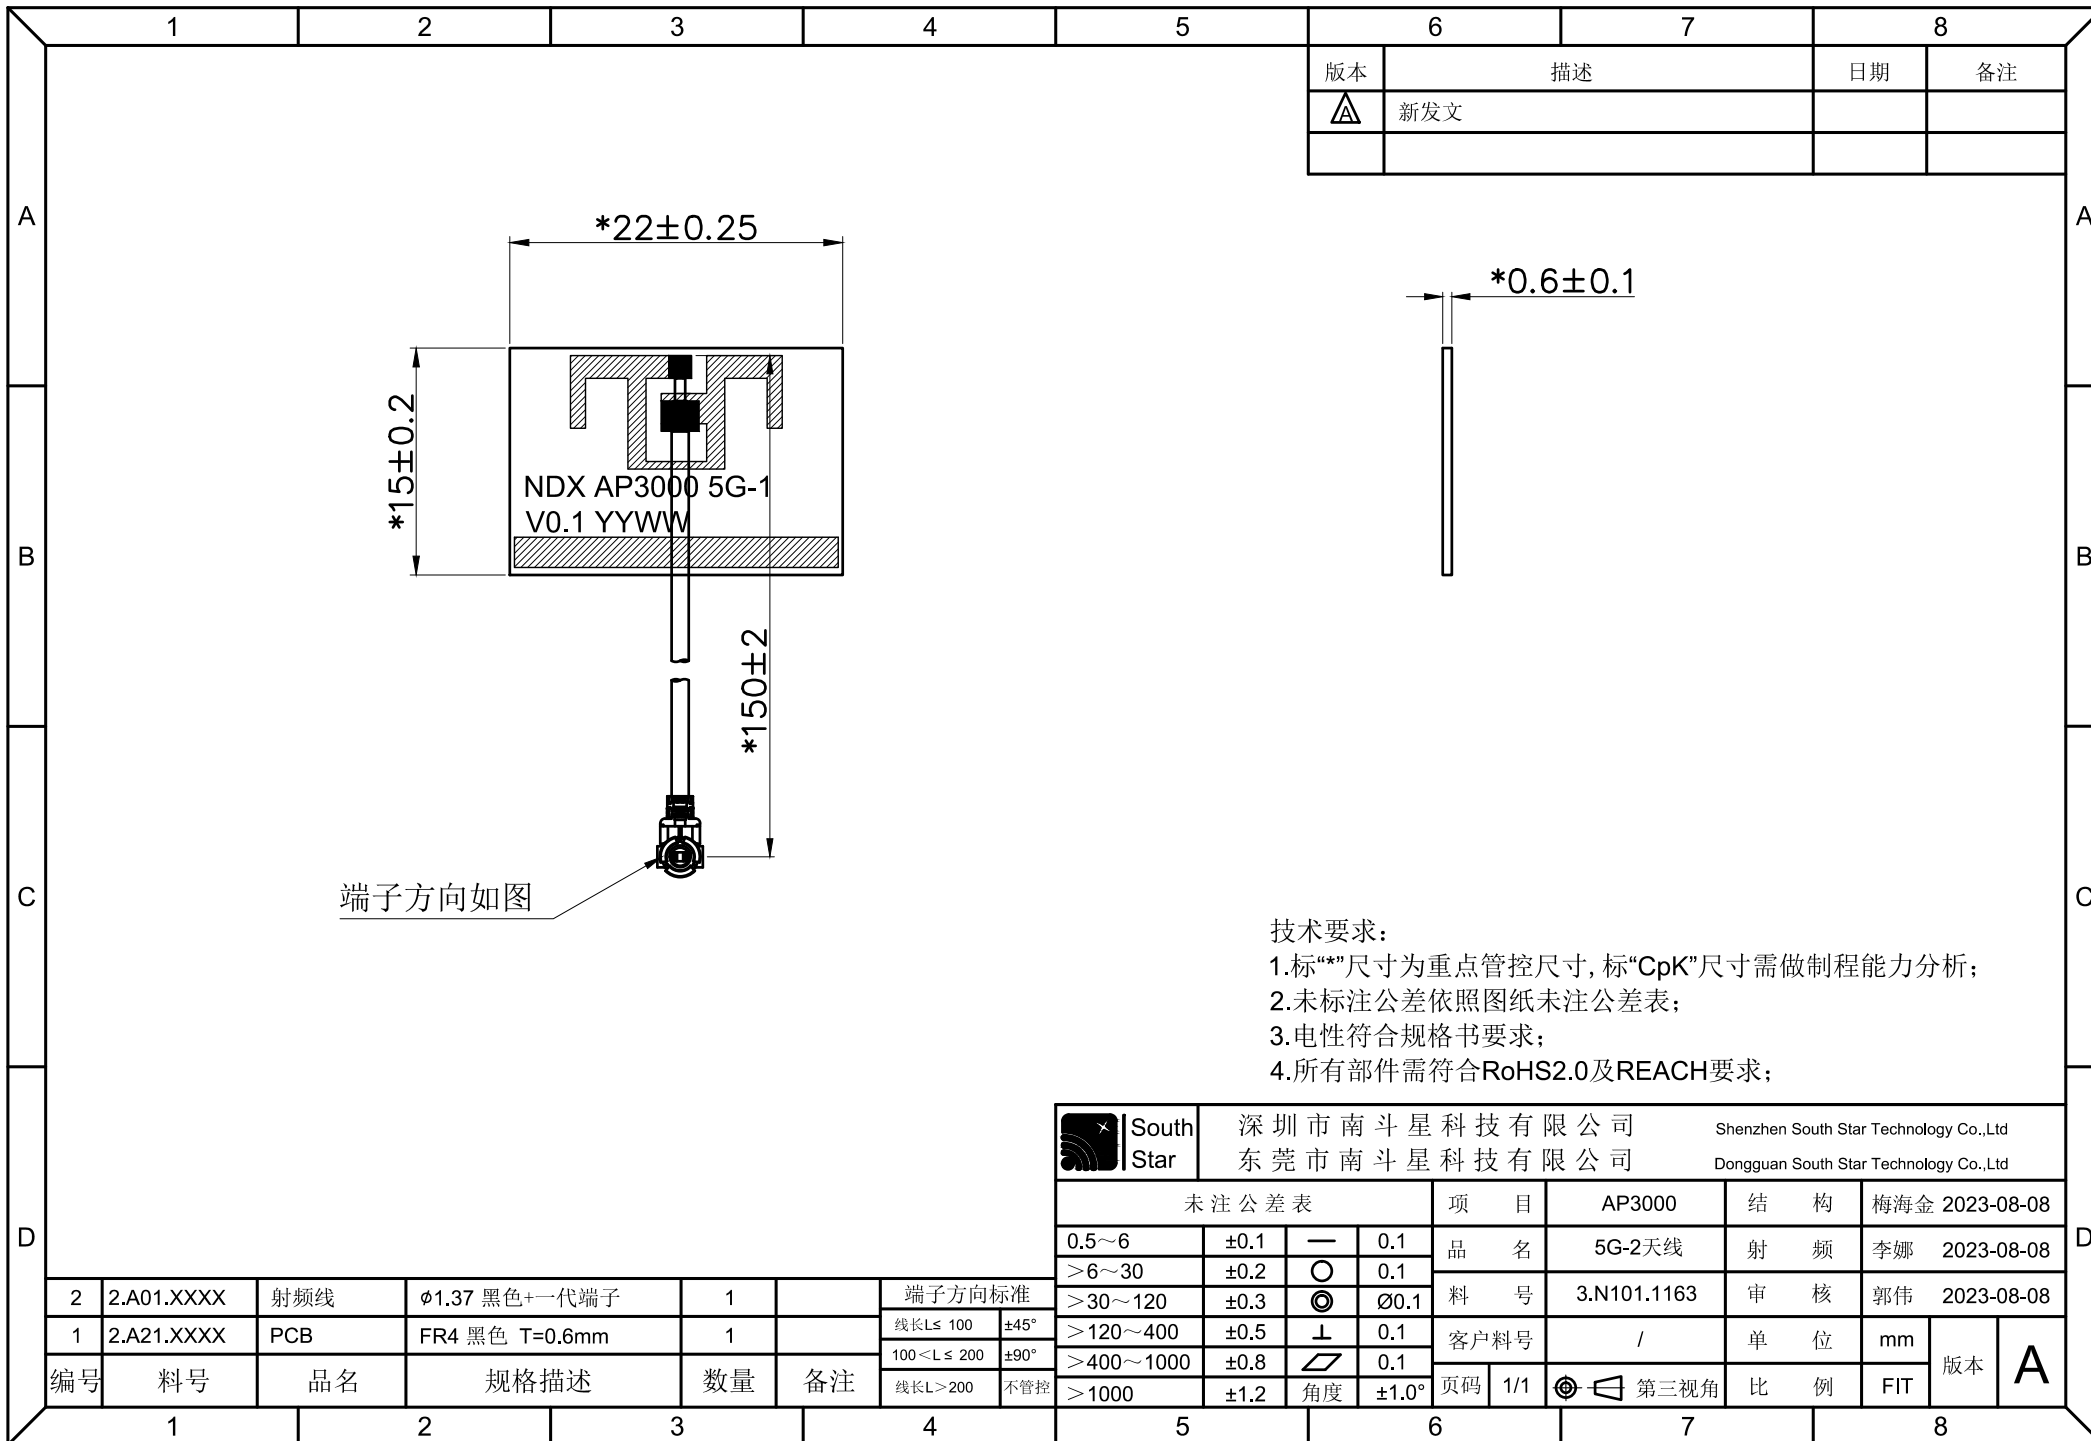 1 2 3 4 5 6 7 8
版本 描述 日期 备注
A 新发文
A A
*22±0.25
*0.6±0.1
*15±0.2
NDX AP3000 5G-1
V0.1 YYWW
B B
*150±2
端子方向如图
C C
技术要求:
1.标“*”尺寸为重点管控尺寸, 标“CpK”尺寸需做制程能力分析;
2.未标注公差依照图纸未注公差表;
3.电性符合规格书要求;
4.所有部件需符合RoHS2.0及REACH要求;
South
Star
深圳市南斗星科技有限公司 Shenzhen South Star Technology Co.,Ltd
东莞市南斗星科技有限公司 Dongguan South Star Technology Co.,Ltd
D D
未注公差表
0.5～6 ±0.1 0.1
>6～30 ±0.2 0.1
>30～120 ±0.3 Ø0.1
>120～400 ±0.5 0.1
>400～1000 ±0.8 0.1
>1000 ±1.2 角度 ±1.0°
项目 AP3000 结构 梅海金 2023-08-08
品名 5G-2天线 射频 李娜 2023-08-08
料号 3.N101.1163 审核 郭伟 2023-08-08
客户料号 / 单位 mm
页码 1/1 第三视角 比例 FIT
版本 A
端子方向标准
线长L≤ 100 ±45°
100<L≤ 200 ±90°
线长L>200 不管控
2 2.A01.XXXX 射频线 ϕ1.37 黑色+一代端子 1
1 2.A21.XXXX PCB FR4 黑色 T=0.6mm 1
编号 料号 品名 规格描述 数量 备注
1 2 3 4 5 6 7 8